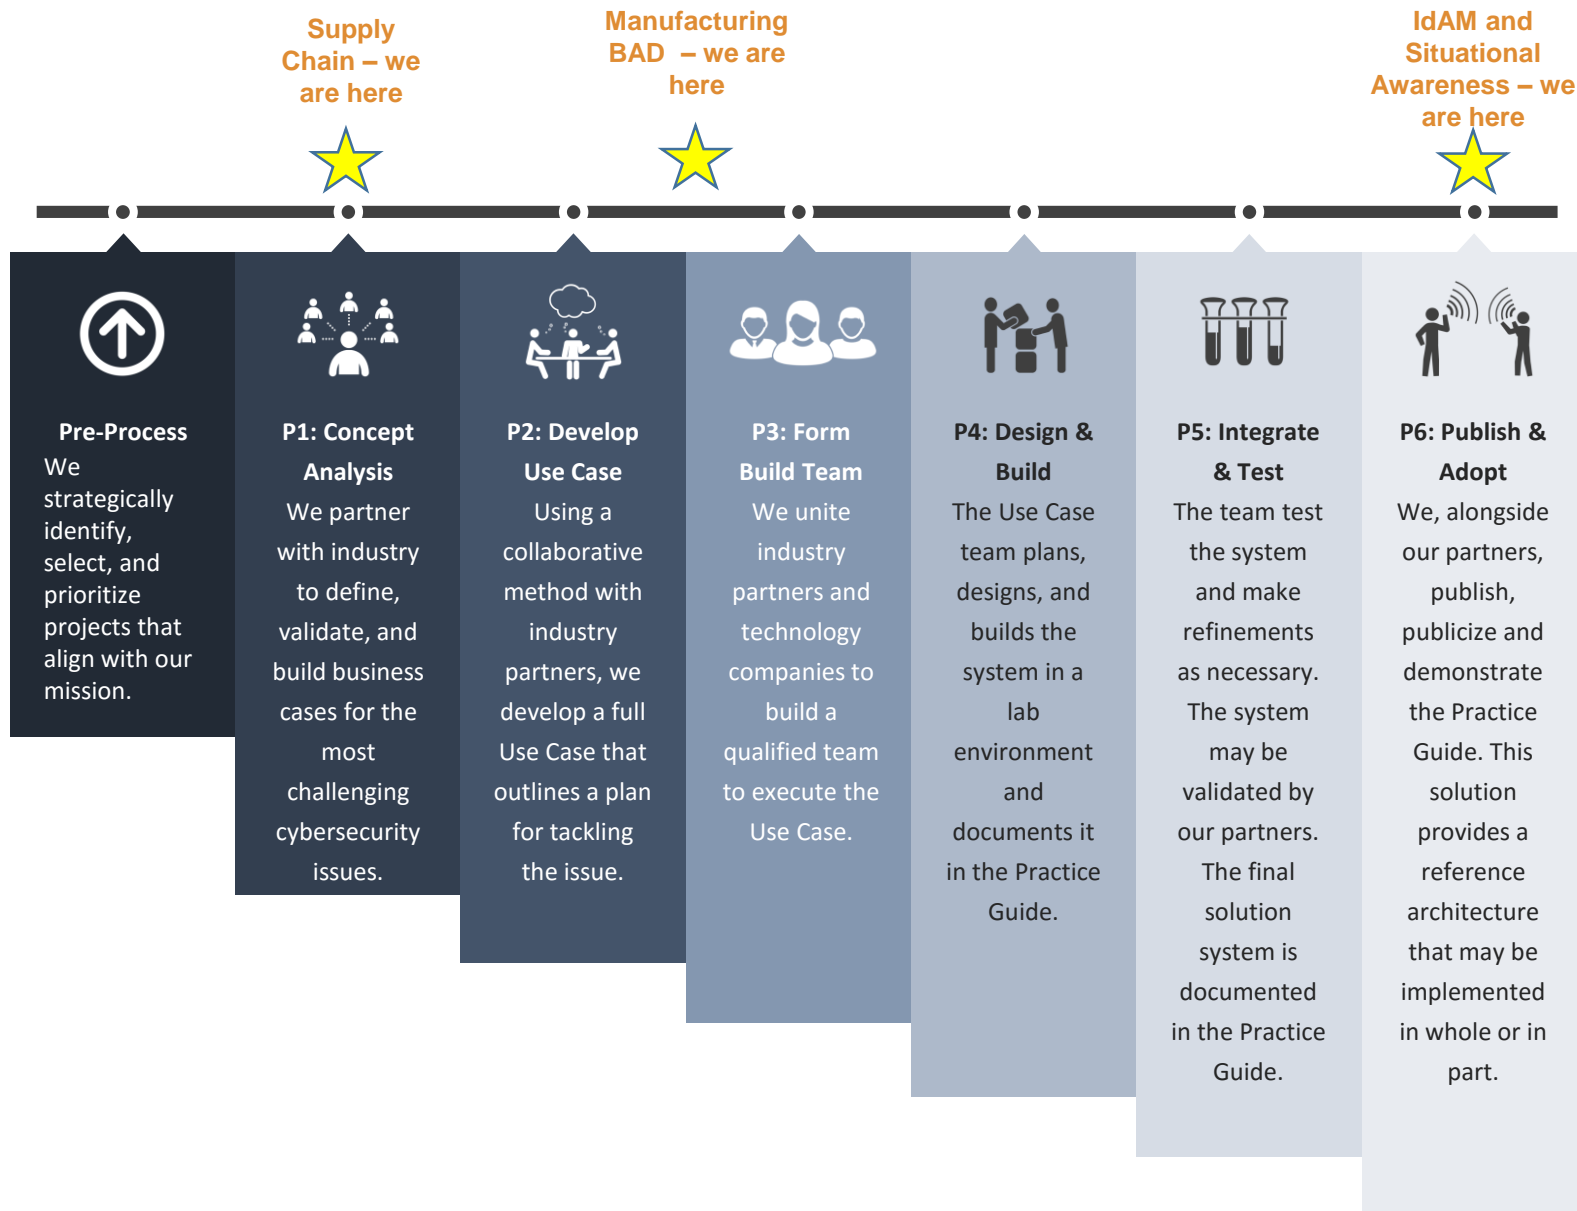 Supply
Chain – we
are here
Manufacturing
BAD – we are
here
IdAM and
Situational
Awareness – we
are here
Pre-Process
We
strategically
identify,
select, and
prioritize
projects that
align with our
mission.
P1: Concept
Analysis
We partner
with industry
to define,
validate, and
build business
cases for the
most
challenging
cybersecurity
issues.
P2: Develop
Use Case
Using a
collaborative
method with
industry
partners, we
develop a full
Use Case that
outlines a plan
for tackling
the issue.
P3: Form
Build Team
We unite
industry
partners and
technology
companies to
build a
qualified team
to execute the
Use Case.
P4: Design &
Build
The Use Case
team plans,
designs, and
builds the
system in a
lab
environment
and
documents it
in the Practice
Guide.
P5: Integrate
& Test
The team test
the system
and make
refinements
as necessary.
The system
may be
validated by
our partners.
The final
solution
system is
documented
in the Practice
Guide.
P6: Publish &
Adopt
We, alongside
our partners,
publish,
publicize and
demonstrate
the Practice
Guide. This
solution
provides a
reference
architecture
that may be
implemented
in whole or in
part.